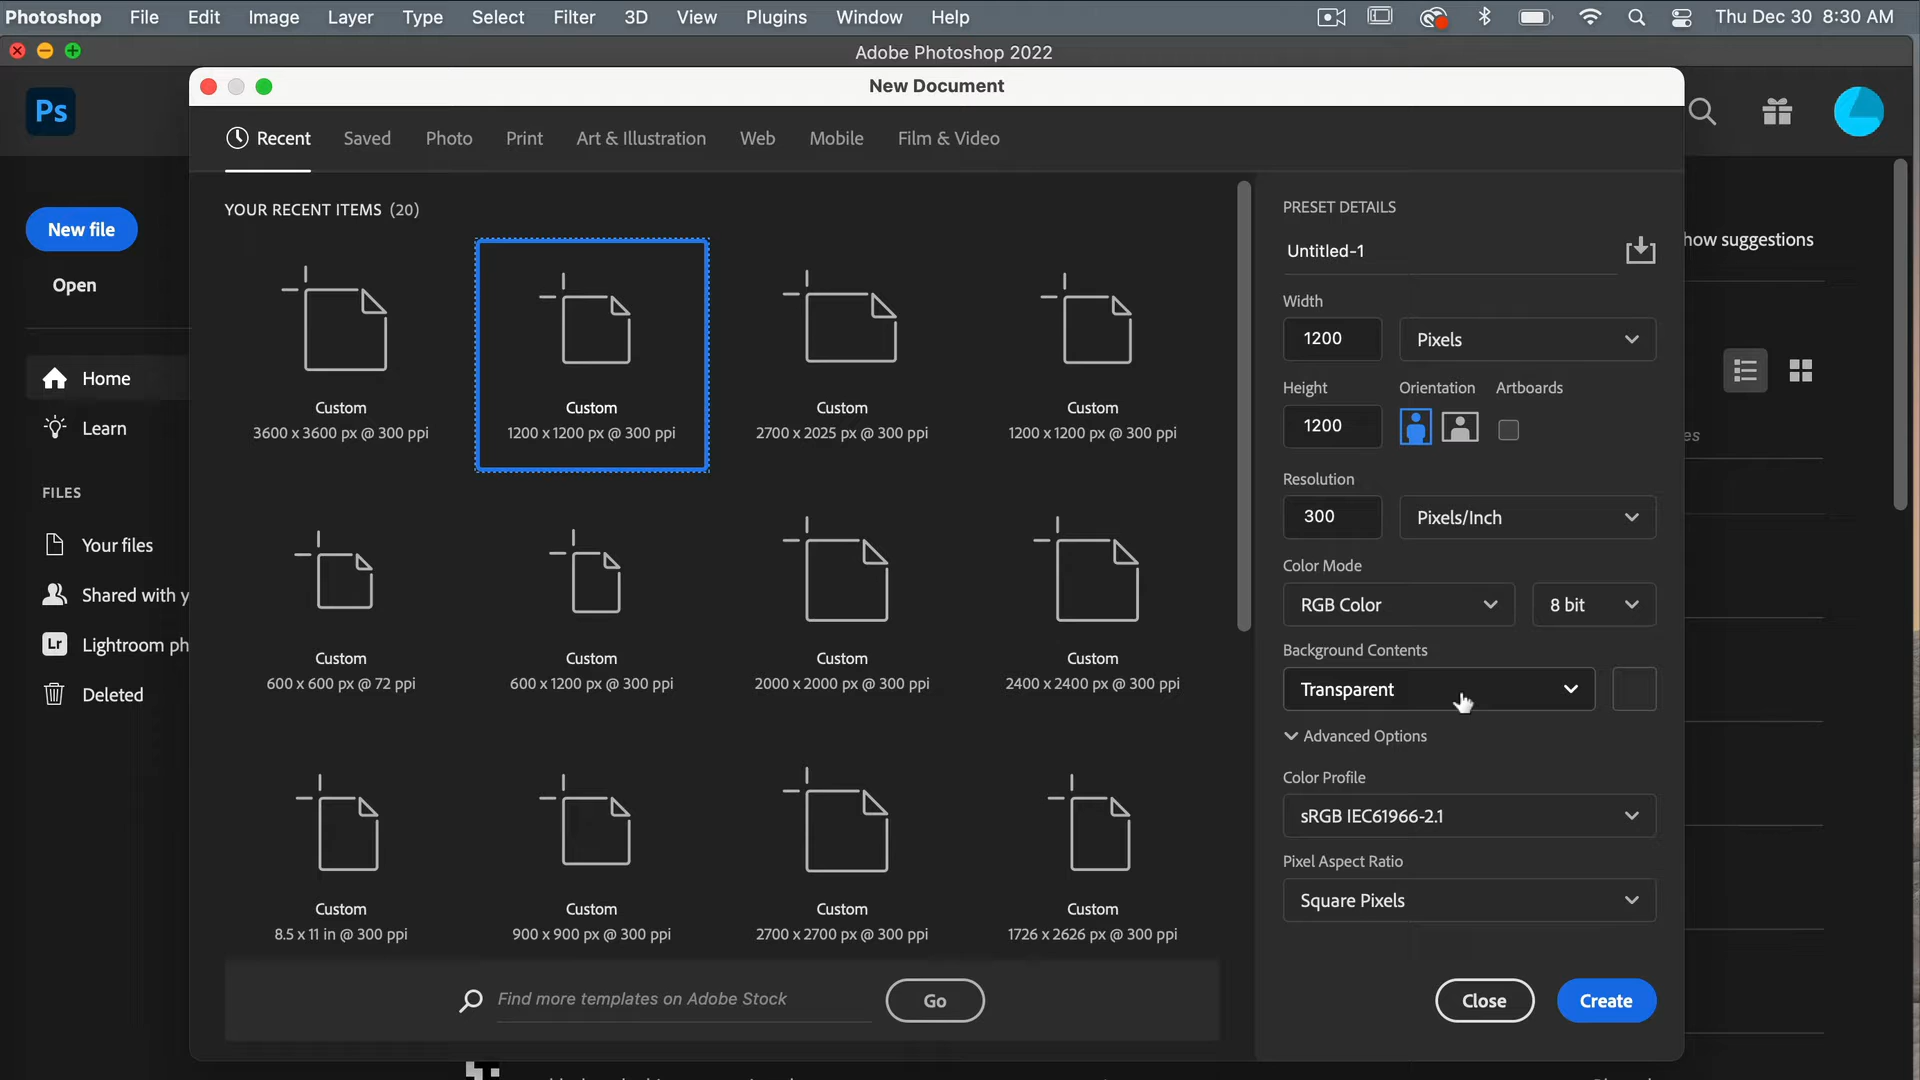 Photoshop File Edit Image Layer Type Select Filter 3D View Plugins Window Help Thu Dec 30 8:30 AM
Adobe Photoshop 2022
New Document
Ps
Recent Saved Photo Print Art & Illustration Web Mobile Film & Video
New file
Open
Home
Learn
FILES
Your files
Shared with y
Lightroom ph
Lr
Deleted
YOUR RECENT ITEMS (20)
Custom
3600 x 3600 px @ 300 ppi
Custom
1200 x 1200 px @ 300 ppi
Custom
2700 x 2025 px @ 300 ppi
Custom
1200 x 1200 px @ 300 ppi
Custom
600 x 600 px @ 72 ppi
Custom
600 x 1200 px @ 300 ppi
Custom
2000 x 2000 px @ 300 ppi
Custom
2400 x 2400 px @ 300 ppi
Custom
8.5 x 11 in @ 300 ppi
Custom
900 x 900 px @ 300 ppi
Custom
2700 x 2700 px @ 300 ppi
Custom
1726 x 2626 px @ 300 ppi
Find more templates on Adobe Stock
Go
PRESET DETAILS
Untitled-1
Width
1200 Pixels
Height Orientation Artboards
1200
Resolution
300 Pixels/Inch
Color Mode
RGB Color 8 bit
Background Contents
Transparent
Advanced Options
Color Profile
sRGB IEC61966-2.1
Pixel Aspect Ratio
Square Pixels
Close Create
how suggestions
es